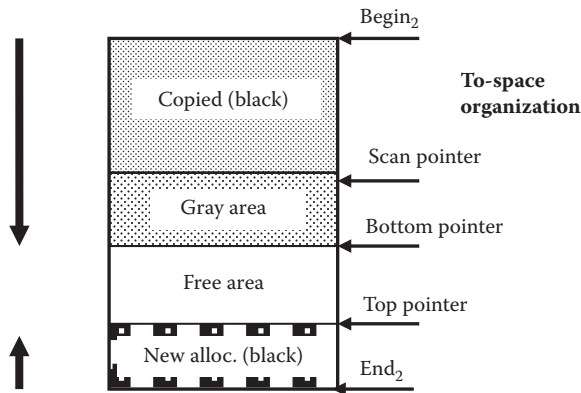 Begin₂
Copied (black)
To-space
organization
Scan pointer
Gray area
Bottom pointer
Free area
Top pointer
New alloc. (black)
End₂